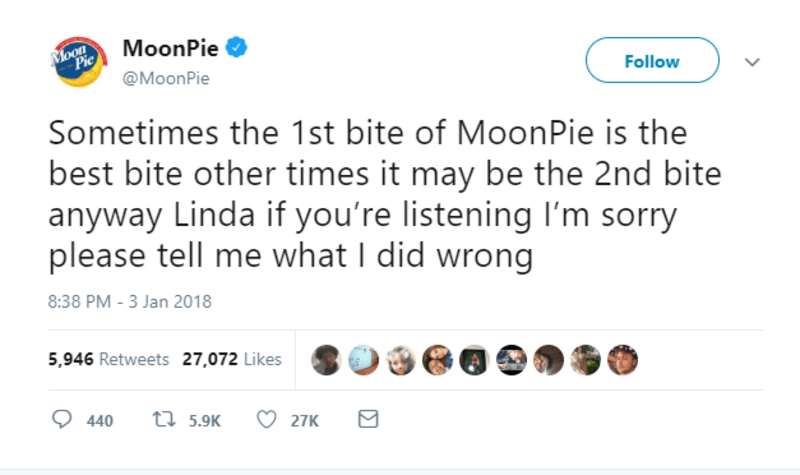 Moon
Pie
MoonPie
@MoonPie
Follow
Sometimes the 1st bite of MoonPie is the
best bite other times it may be the 2nd bite
anyway Linda if you're listening I'm sorry
please tell me what I did wrong
8:38 PM - 3 Jan 2018
5,946 Retweets 27,072 Likes
440 5.9K 27K